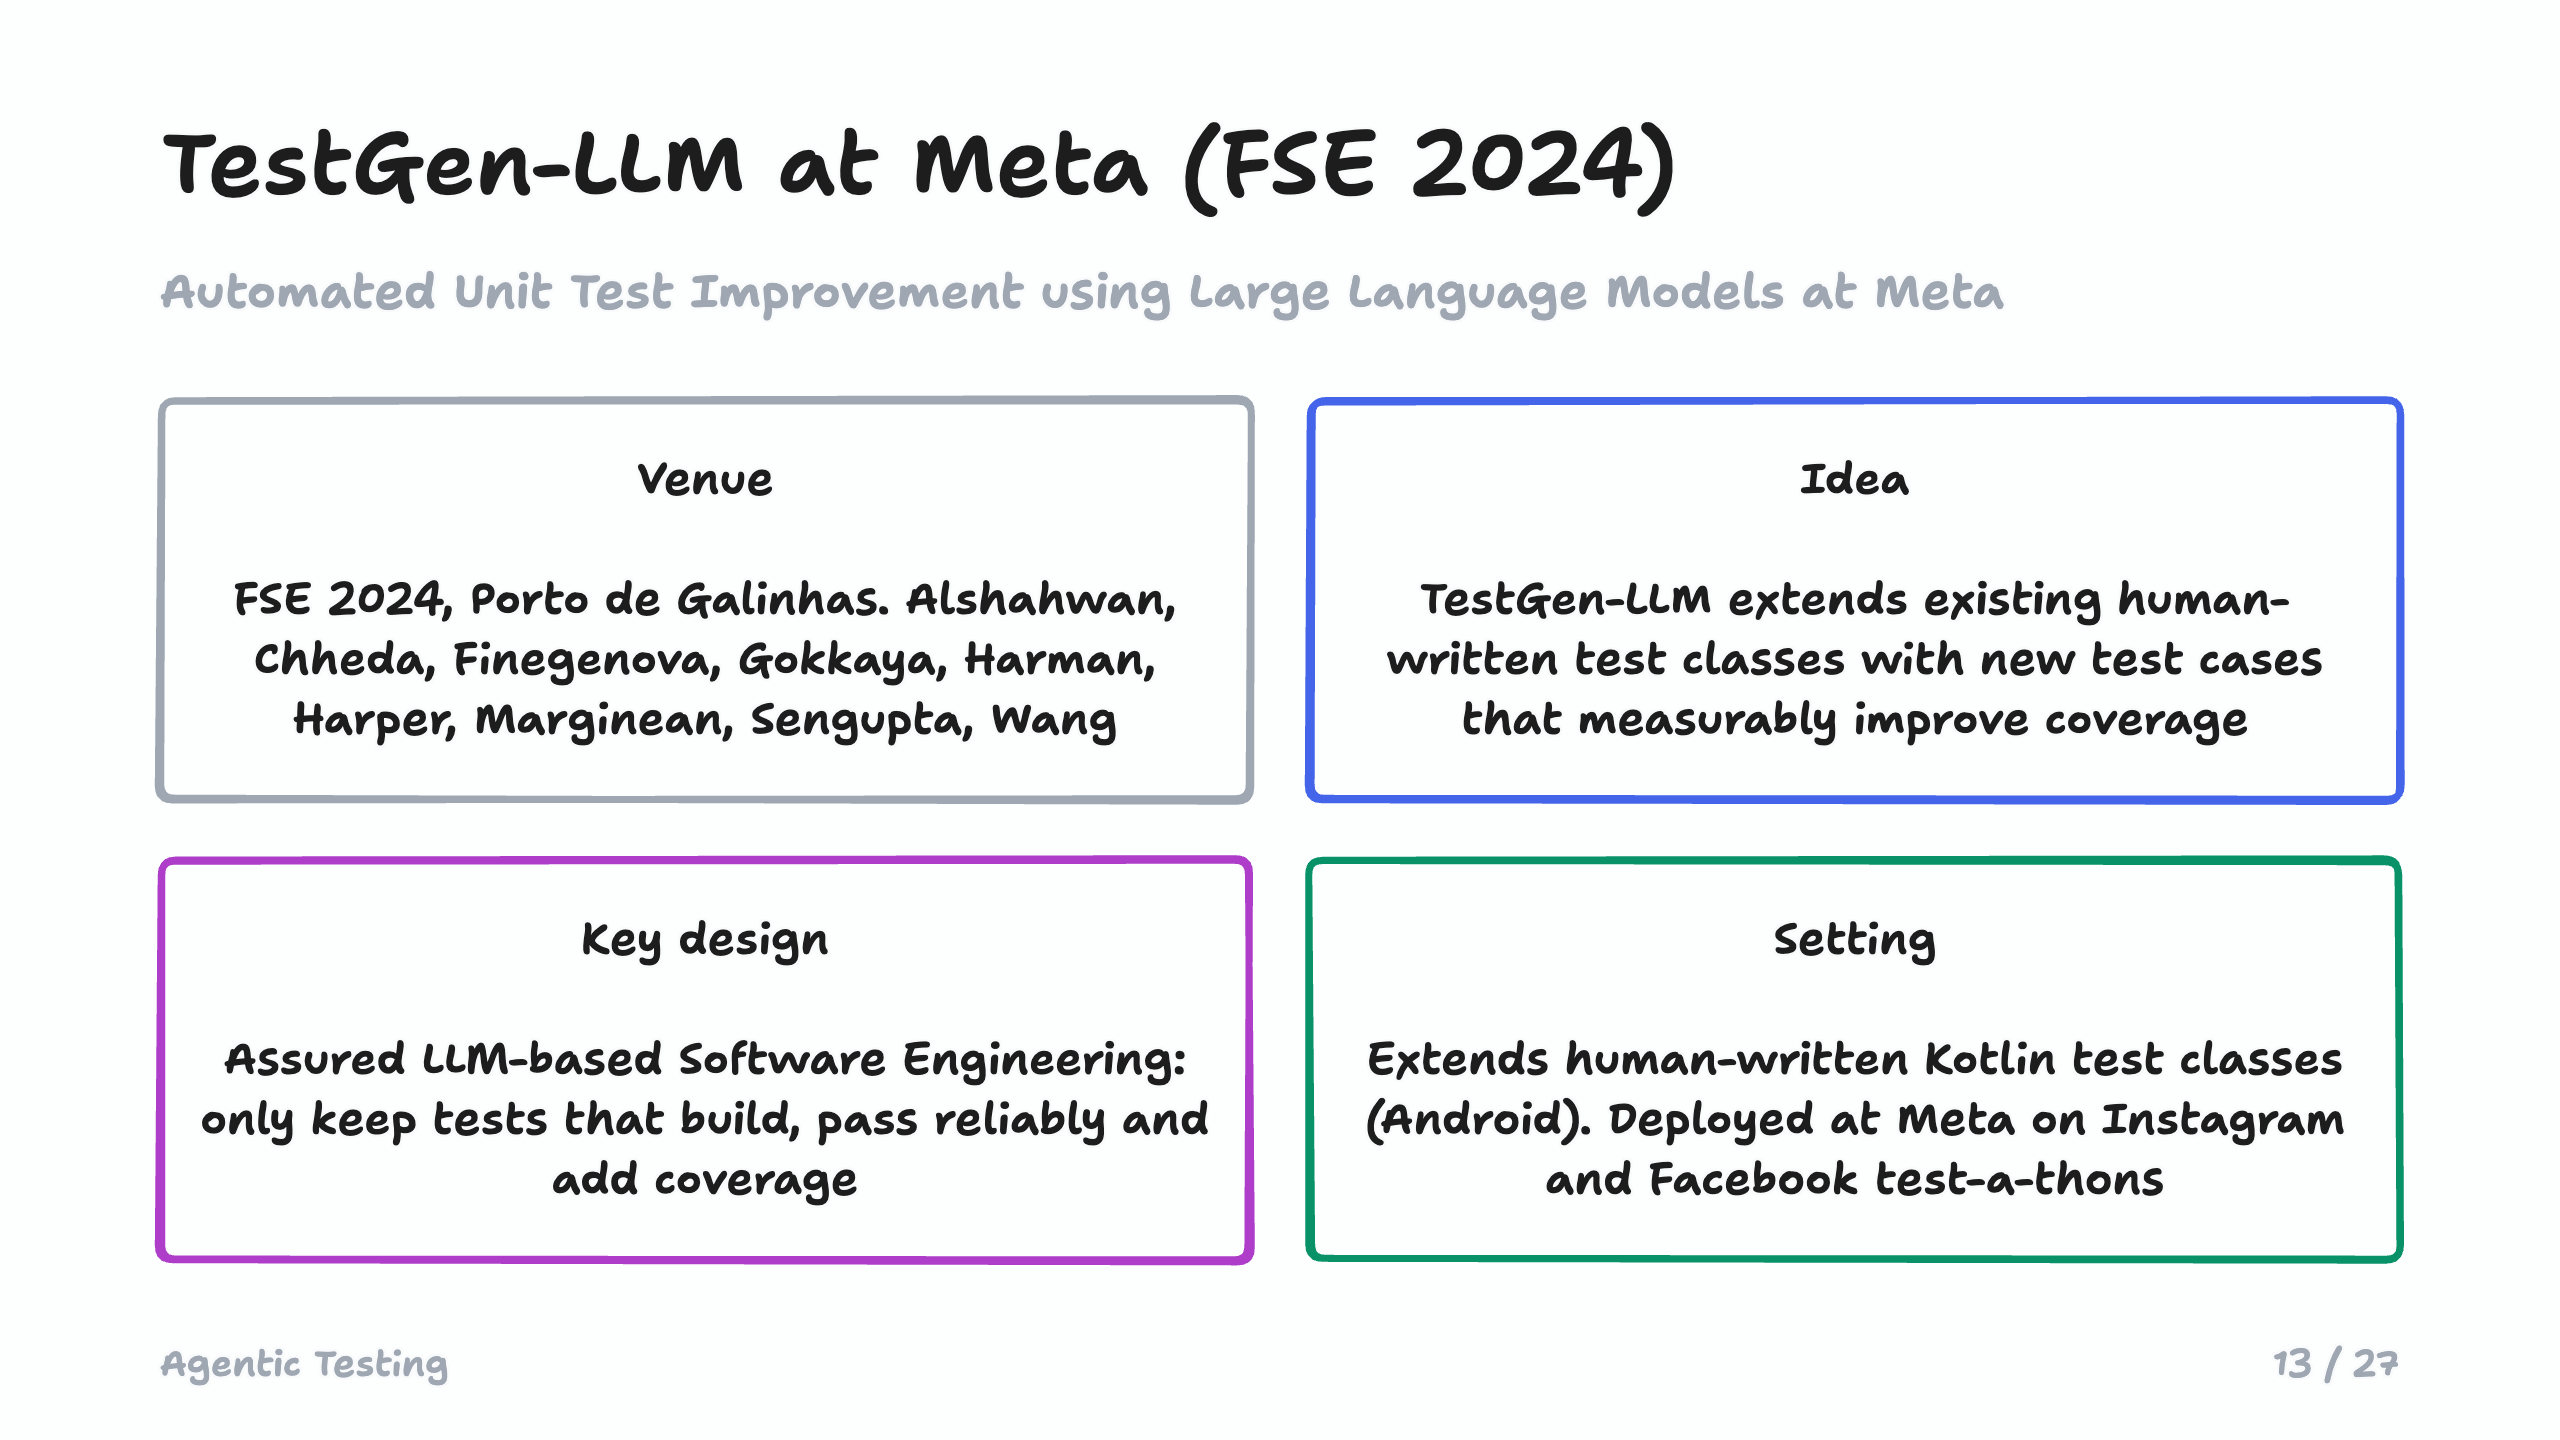 TestGen-LLM at Meta (FSE 2024)
Automated Unit Test Improvement using Large Language Models at Meta
Venue
FSE 2024, Porto de Galinhas. Alshahwan,
Chheda, Finegenova, Gokkaya, Harman,
Harper, Marginean, Sengupta, Wang
Idea
TestGen-LLM extends existing human-
written test classes with new test cases
that measurably improve coverage
Key design
Assured LLM-based Software Engineering:
only keep tests that build, pass reliably and
add coverage
Setting
Extends human-written Kotlin test classes
(Android). Deployed at Meta on Instagram
and Facebook test-a-thons
Agentic Testing
13 / 27